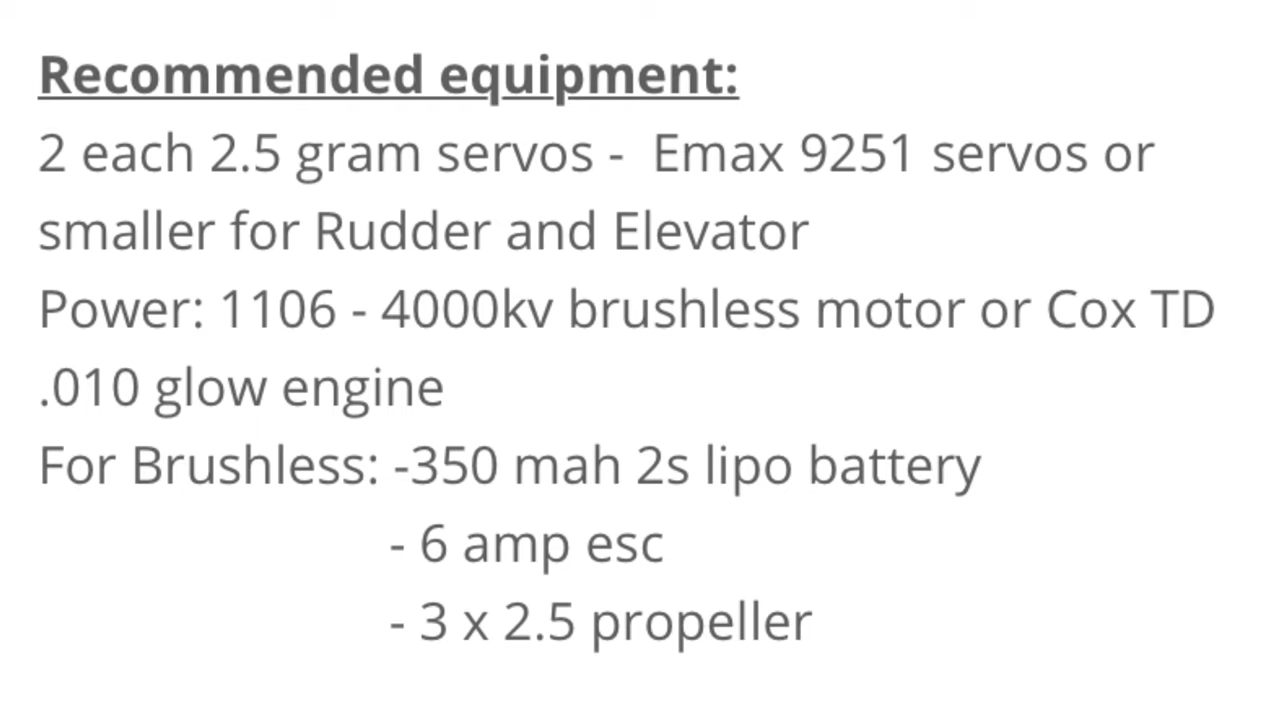 Recommended equipment:
2 each 2.5 gram servos -  Emax 9251 servos or
smaller for Rudder and Elevator
Power: 1106 - 4000kv brushless motor or Cox TD
.010 glow engine
For Brushless: -350 mah 2s lipo battery
- 6 amp esc
- 3 x 2.5 propeller